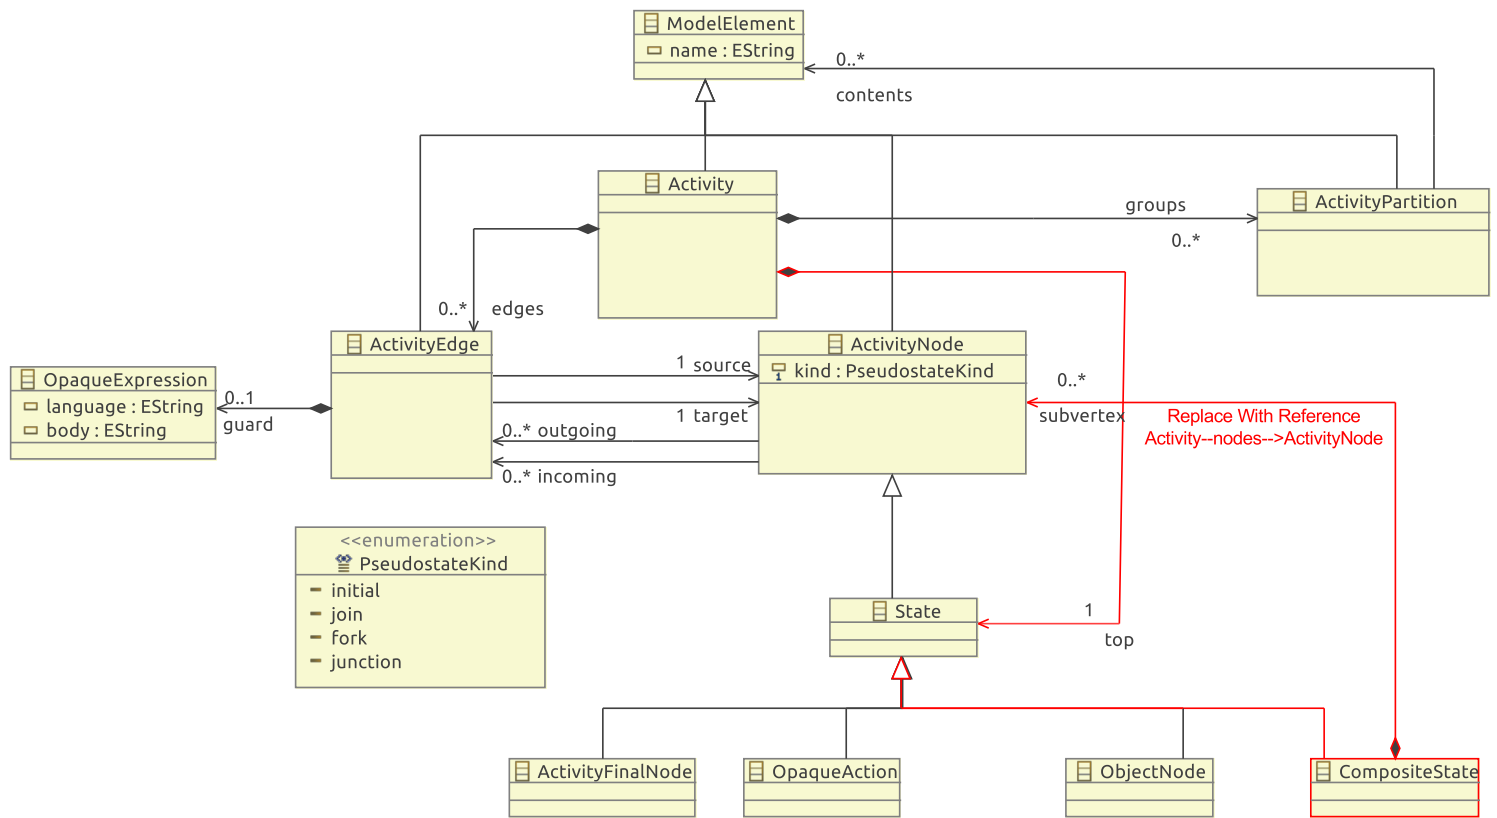 ModelElement
name : EString
0..*
contents
Activity
ActivityPartition
groups
0..*
0..*
edges
ActivityEdge
ActivityNode
kind : PseudostateKind
1 source
1 target
0..* outgoing
0..* incoming
OpaqueExpression
language : EString
body : EString
0..1
guard
0..*
subvertex
Replace With Reference
Activity--nodes-->ActivityNode
<<enumeration>>
PseudostateKind
initial
join
fork
junction
State
1
top
ActivityFinalNode
OpaqueAction
ObjectNode
CompositeState